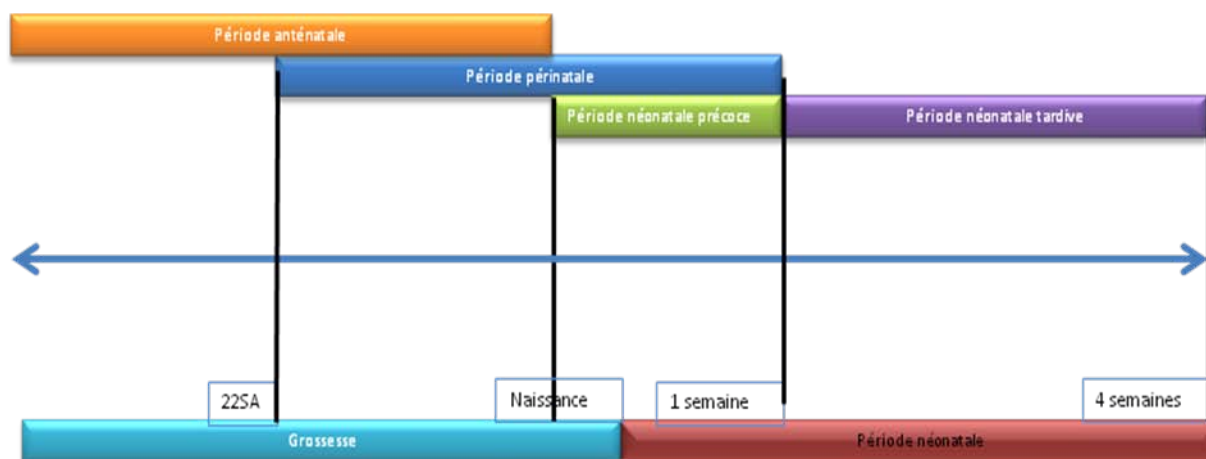 Période anténatale
Période périnatale
Période néonatale précoce
Période néonatale tardive
22SA
Naissance
1 semaine
4 semaines
Grossesse
Période néonatale